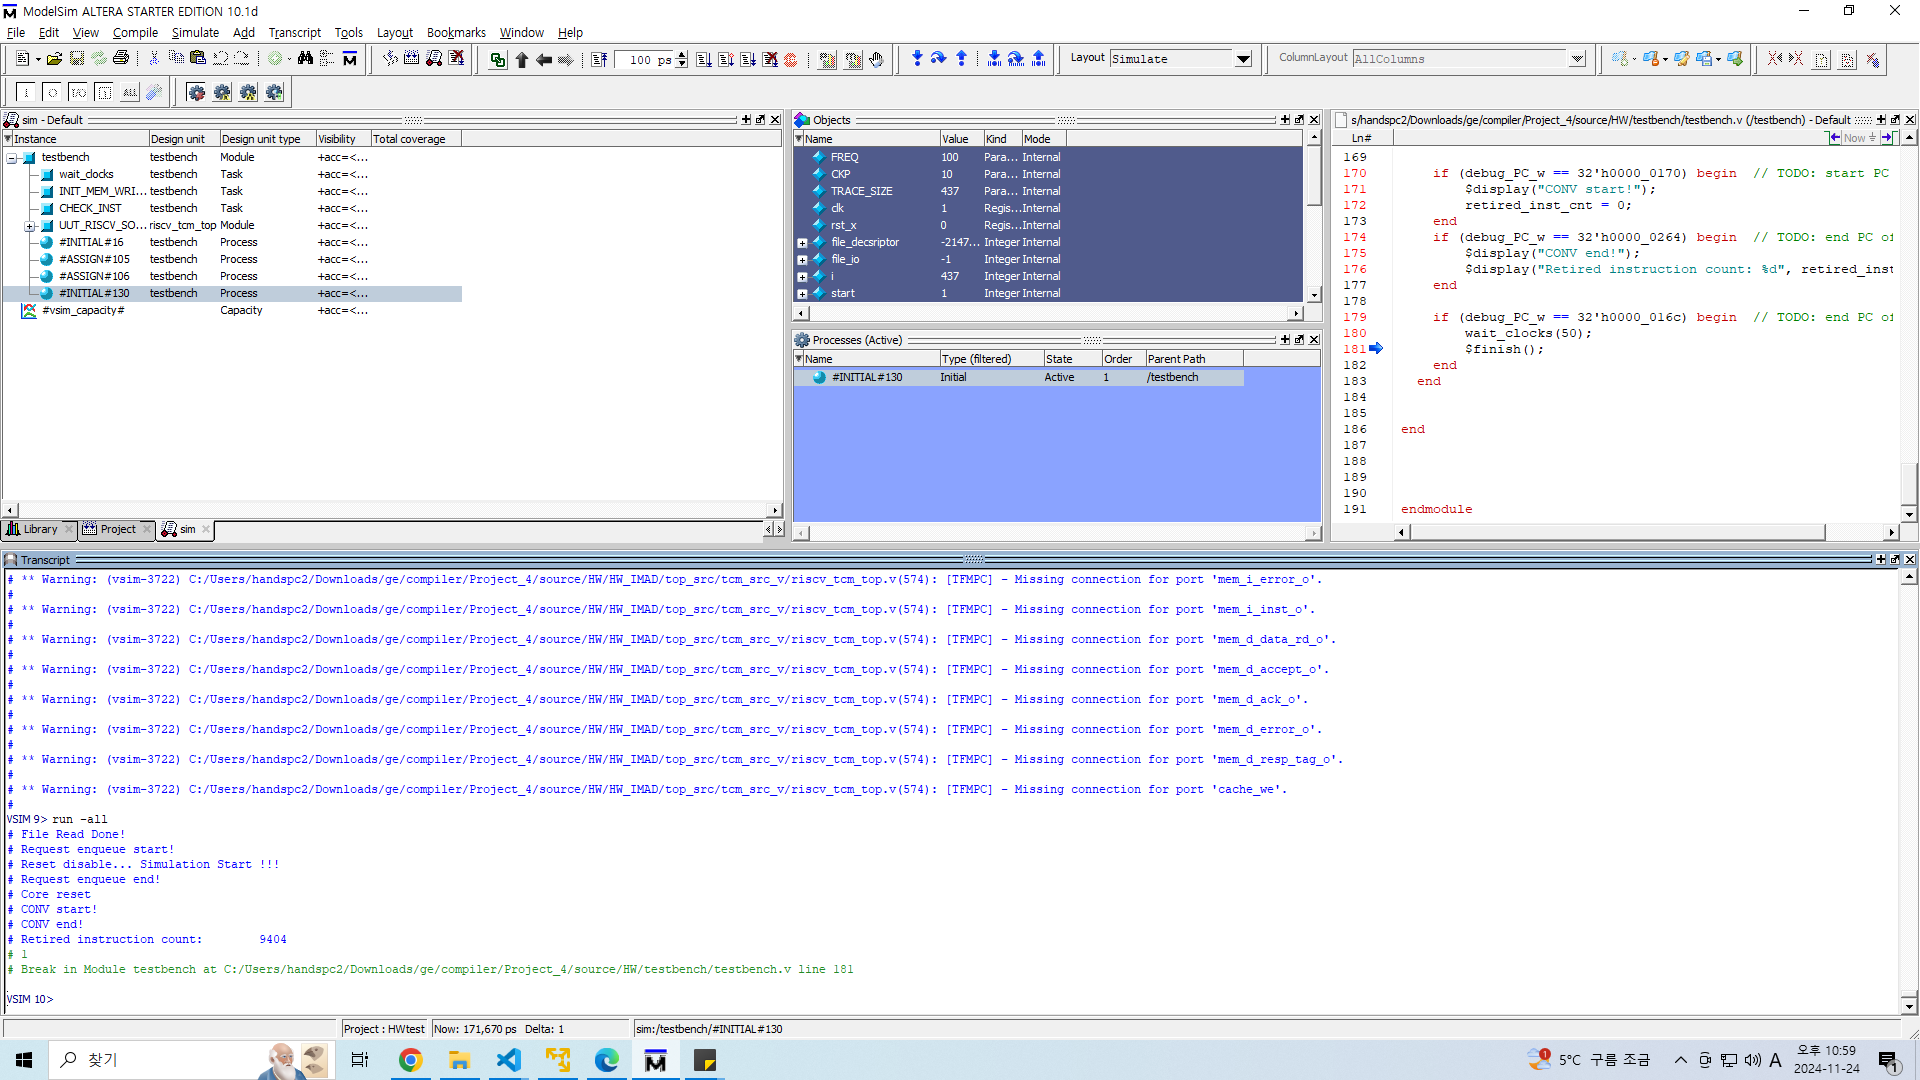 ModelSim ALTERA STARTER EDITION 10.1d
File Edit View Compile Simulate Add Transcript Tools Layout Bookmarks Window Help
100 ps
Layout Simulate
ColumnLayout AllColumns
sim - Default
Instance Design unit Design unit type Visibility Total coverage
testbench testbench Module +acc=<...
wait_clocks testbench Task +acc=<...
INIT_MEM_WRI... testbench Task +acc=<...
CHECK_INST testbench Task +acc=<...
UUT_RISCV_SO... riscv_tcm_top Module +acc=<...
#INITIAL#16 testbench Process +acc=<...
#ASSIGN#105 testbench Process +acc=<...
#ASSIGN#106 testbench Process +acc=<...
#INITIAL#130 testbench Process +acc=<...
#vsim_capacity# Capacity +acc=<...
Library Project sim
Objects
Name Value Kind Mode
FREQ 100 Para... Internal
CKP 10 Para... Internal
TRACE_SIZE 437 Para... Internal
clk 1 Regis... Internal
rst_x 0 Regis... Internal
file_decsriptor -2147... Integer Internal
file_io -1 Integer Internal
i 437 Integer Internal
start 1 Integer Internal
Processes (Active)
Name Type (filtered) State Order Parent Path
#INITIAL#130 Initial Active 1 /testbench
s/handspc2/Downloads/ge/compiler/Project_4/source/HW/testbench/testbench.v (/testbench) - Default
Ln# Now
169
170 if (debug_PC_w == 32'h0000_0170) begin // TODO: start PC
171 $display("CONV start!");
172 retired_inst_cnt = 0;
173 end
174 if (debug_PC_w == 32'h0000_0264) begin // TODO: end PC of
175 $display("CONV end!");
176 $display("Retired instruction count: %d", retired_inst
177 end
178
179 if (debug_PC_w == 32'h0000_016c) begin // TODO: end PC of
180 wait_clocks(50);
181 $finish();
182 end
183 end
184
185
186 end
187
188
189
190
191 endmodule
Transcript
# ** Warning: (vsim-3722) C:/Users/handspc2/Downloads/ge/compiler/Project_4/source/HW/HW_IMAD/top_src/tcm_src_v/riscv_tcm_top.v(574): [TFMPC] - Missing connection for port 'mem_i_error_o'.
#
# ** Warning: (vsim-3722) C:/Users/handspc2/Downloads/ge/compiler/Project_4/source/HW/HW_IMAD/top_src/tcm_src_v/riscv_tcm_top.v(574): [TFMPC] - Missing connection for port 'mem_i_inst_o'.
#
# ** Warning: (vsim-3722) C:/Users/handspc2/Downloads/ge/compiler/Project_4/source/HW/HW_IMAD/top_src/tcm_src_v/riscv_tcm_top.v(574): [TFMPC] - Missing connection for port 'mem_d_data_rd_o'.
#
# ** Warning: (vsim-3722) C:/Users/handspc2/Downloads/ge/compiler/Project_4/source/HW/HW_IMAD/top_src/tcm_src_v/riscv_tcm_top.v(574): [TFMPC] - Missing connection for port 'mem_d_accept_o'.
#
# ** Warning: (vsim-3722) C:/Users/handspc2/Downloads/ge/compiler/Project_4/source/HW/HW_IMAD/top_src/tcm_src_v/riscv_tcm_top.v(574): [TFMPC] - Missing connection for port 'mem_d_ack_o'.
#
# ** Warning: (vsim-3722) C:/Users/handspc2/Downloads/ge/compiler/Project_4/source/HW/HW_IMAD/top_src/tcm_src_v/riscv_tcm_top.v(574): [TFMPC] - Missing connection for port 'mem_d_error_o'.
#
# ** Warning: (vsim-3722) C:/Users/handspc2/Downloads/ge/compiler/Project_4/source/HW/HW_IMAD/top_src/tcm_src_v/riscv_tcm_top.v(574): [TFMPC] - Missing connection for port 'mem_d_resp_tag_o'.
#
# ** Warning: (vsim-3722) C:/Users/handspc2/Downloads/ge/compiler/Project_4/source/HW/HW_IMAD/top_src/tcm_src_v/riscv_tcm_top.v(574): [TFMPC] - Missing connection for port 'cache_we'.
#
VSIM 9> run -all
# File Read Done!
# Request enqueue start!
# Reset disable... Simulation Start !!!
# Request enqueue end!
# Core reset
# CONV start!
# CONV end!
# Retired instruction count: 9404
# 1
# Break in Module testbench at C:/Users/handspc2/Downloads/ge/compiler/Project_4/source/HW/testbench/testbench.v line 181
VSIM 10>
Project : HWtest Now: 171,670 ps Delta: 1 sim:/testbench/#INITIAL#130
찾기
1 5°C 구름 조금 A 오후 10:59
2024-11-24 1